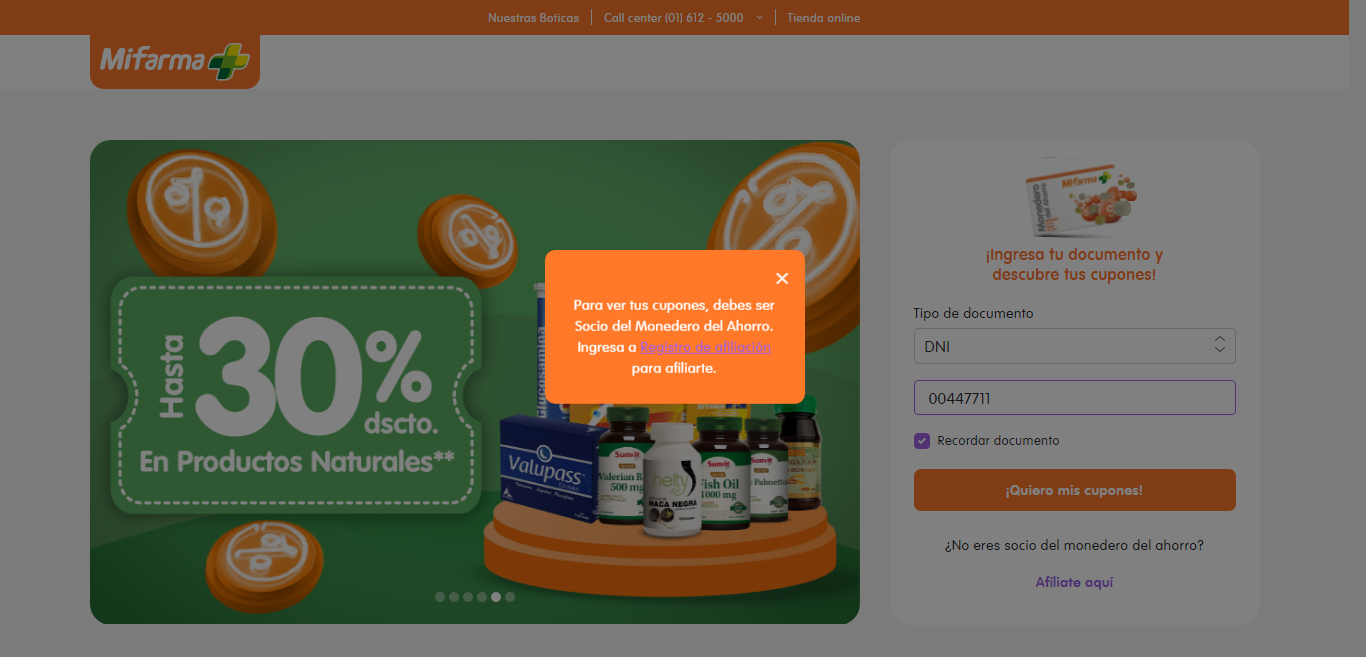 Nuestras Boticas
Call center (01) 612 - 5000
Tienda online
Mifarma
Hasta
30%
dscto.
En Productos Naturales**
Glucosamina
Valupass
Sunvit
500 mg
helty
MACA NEGRA
Sunvit
Fish Oil
1000 mg
Sunvit
Palmetto
Para ver tus cupones, debes ser
Socio del Monedero del Ahorro.
Ingresa a Registro de afiliación
para afiliarte.
Monedero
del Ahorro
Mifarma
¡Ingresa tu documento y
descubre tus cupones!
Tipo de documento
DNI
00447711
Recordar documento
¡Quiero mis cupones!
¿No eres socio del monedero del ahorro?
Afíliate aquí